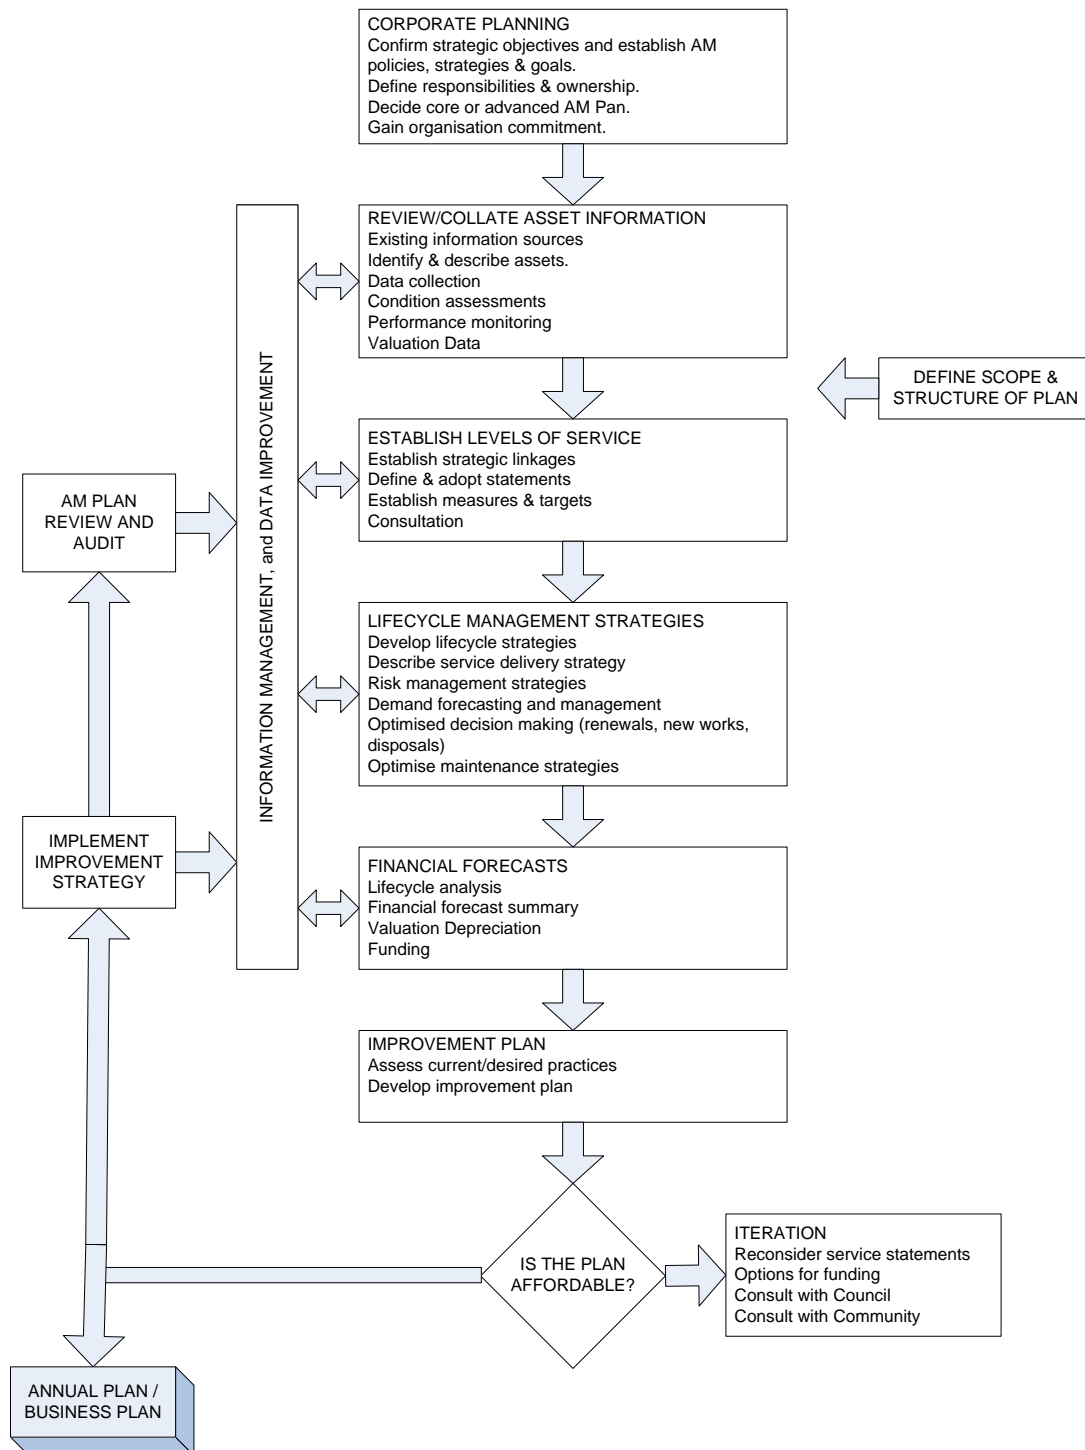 CORPORATE PLANNING
Confirm strategic objectives and establish AM
policies, strategies & goals.
Define responsibilities & ownership.
Decide core or advanced AM Pan.
Gain organisation commitment.
REVIEW/COLLATE ASSET INFORMATION
Existing information sources
Identify & describe assets.
Data collection
Condition assessments
Performance monitoring
Valuation Data
DEFINE SCOPE &
STRUCTURE OF PLAN
INFORMATION MANAGEMENT, and DATA IMPROVEMENT
ESTABLISH LEVELS OF SERVICE
Establish strategic linkages
Define & adopt statements
Establish measures & targets
Consultation
AM PLAN
REVIEW AND
AUDIT
LIFECYCLE MANAGEMENT STRATEGIES
Develop lifecycle strategies
Describe service delivery strategy
Risk management strategies
Demand forecasting and management
Optimised decision making (renewals, new works,
disposals)
Optimise maintenance strategies
IMPLEMENT
IMPROVEMENT
STRATEGY
FINANCIAL FORECASTS
Lifecycle analysis
Financial forecast summary
Valuation Depreciation
Funding
IMPROVEMENT PLAN
Assess current/desired practices
Develop improvement plan
IS THE PLAN
AFFORDABLE?
ITERATION
Reconsider service statements
Options for funding
Consult with Council
Consult with Community
ANNUAL PLAN /
BUSINESS PLAN